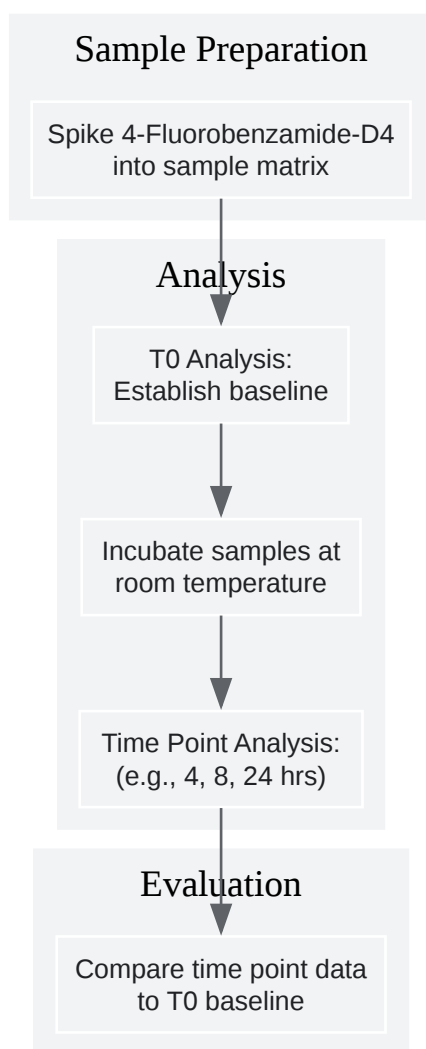 Sample Preparation
Spike 4-Fluorobenzamide-D4
into sample matrix
Analysis
T0 Analysis:
Establish baseline
Incubate samples at
room temperature
Time Point Analysis:
(e.g., 4, 8, 24 hrs)
Evaluation
Compare time point data
to T0 baseline